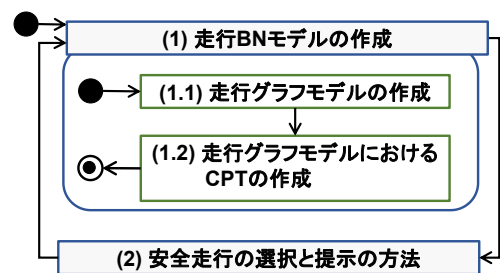 (1) 走行BNモデルの作成
(1.1) 走行グラフモデルの作成
(1.2) 走行グラフモデルにおける
CPTの作成
(2) 安全走行の選択と提示の方法